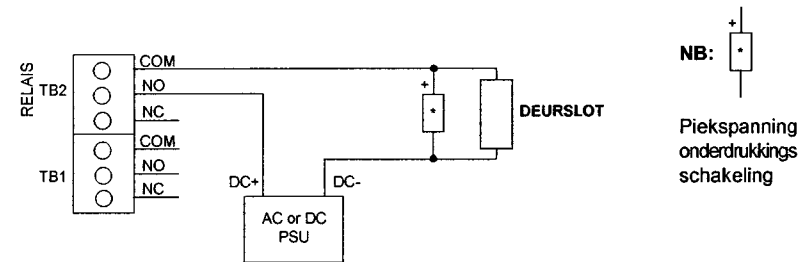 RELAIS
TB2
COM
NO
NC
TB1
COM
NO
NC
DC+
DC-
AC or DC
PSU
+
*
DEURSLOT
NB:
+
*
Piekspanning
onderdrukkings
schakeling